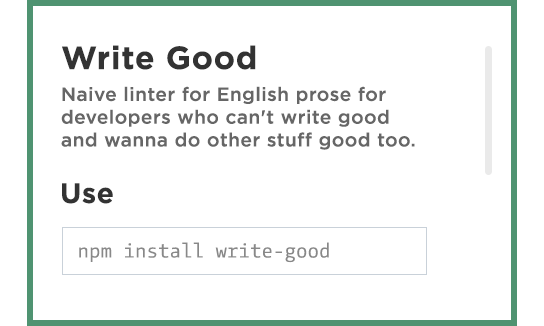 Write Good
Naive linter for English prose for
developers who can't write good
and wanna do other stuff good too.
Use
npm install write-good